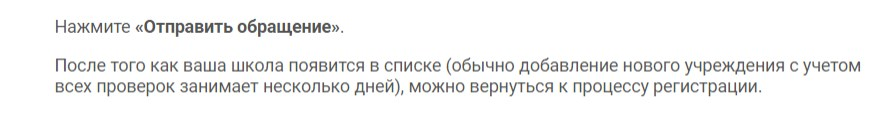 Нажмите «Отправить обращение».
После того как ваша школа появится в списке (обычно добавление нового учреждения с учетом
всех проверок занимает несколько дней), можно вернуться к процессу регистрации.